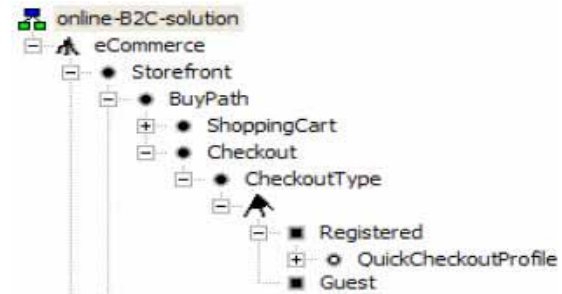 online-B2C-solution
eCommerce
Storefront
BuyPath
ShoppingCart
Checkout
CheckoutType
Registered
QuickCheckoutProfile
Guest